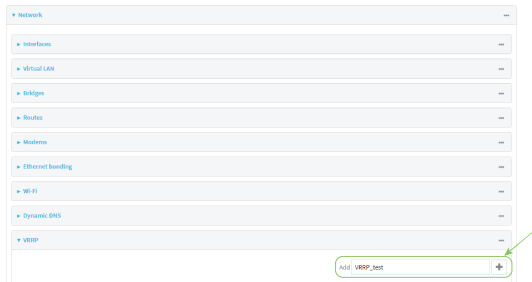 Network
Interfaces
Virtual LAN
Bridges
Routes
Modems
Ethernet bonding
Wi-Fi
Dynamic DNS
VRRP
Add VRRP_test